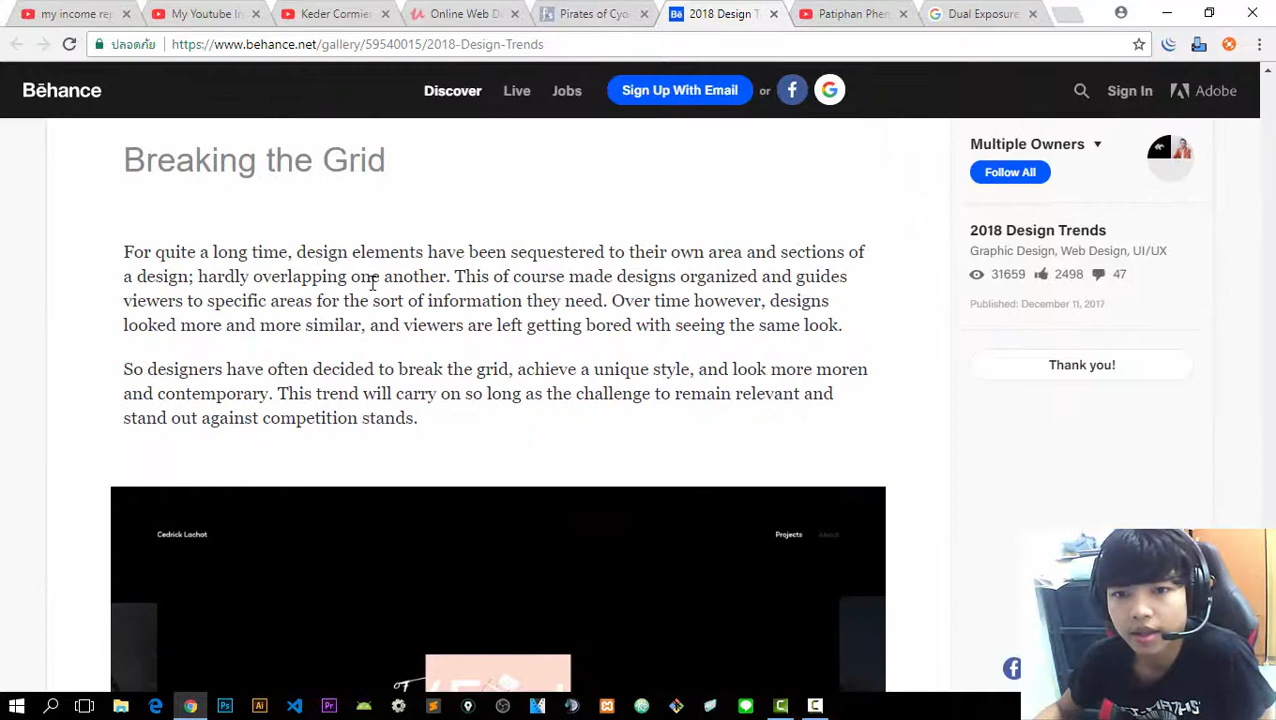 my income rep
My Youtube In
Keder Cormier
Online Web D
Pirates of Cyd
2018 Design T
Patiphan Phen
Dual Exposure
ปลอดภัย
https://www.behance.net/gallery/59540015/2018-Design-Trends
Bēhance
Discover
Live
Jobs
Sign Up With Email
or
Sign In
Adobe
Breaking the Grid
For quite a long time, design elements have been sequestered to their own area and sections of
a design; hardly overlapping one another. This of course made designs organized and guides
viewers to specific areas for the sort of information they need. Over time however, designs
looked more and more similar, and viewers are left getting bored with seeing the same look.
So designers have often decided to break the grid, achieve a unique style, and look more moren
and contemporary. This trend will carry on so long as the challenge to remain relevant and
stand out against competition stands.
Cedrick Lachot
Projects
About
Multiple Owners
Follow All
2018 Design Trends
Graphic Design, Web Design, UI/UX
31659
2498
47
Published: December 11, 2017
Thank you!